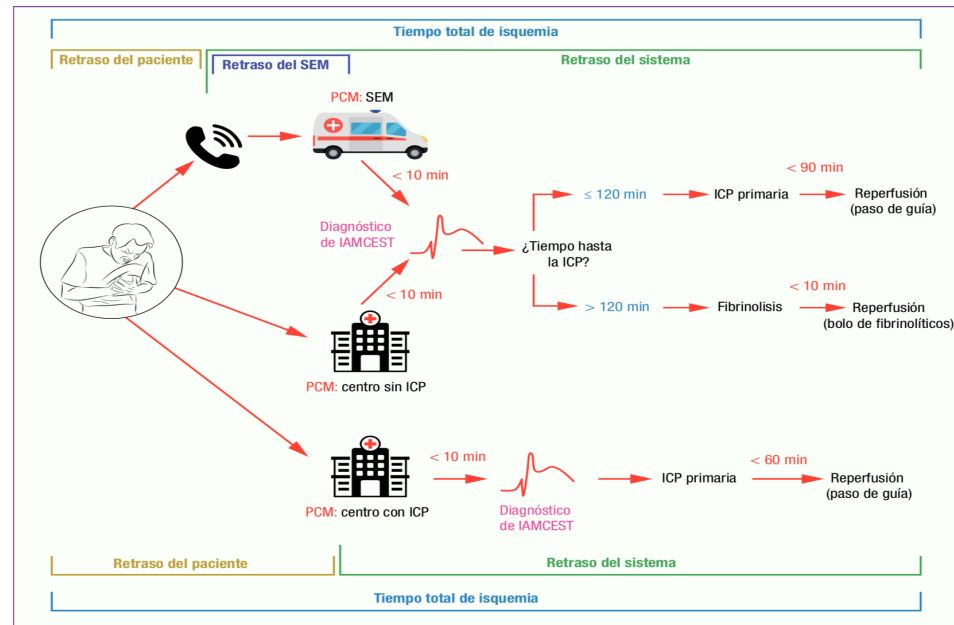 Tiempo total de isquemia
Retraso del paciente
Retraso del SEM
Retraso del sistema
PCM: SEM
< 10 min
Diagnóstico
de IAMCEST
< 10 min
¿Tiempo hasta
la ICP?
≤ 120 min
ICP primaria
< 90 min
Reperfusión
(paso de guía)
> 120 min
Fibrinolisis
< 10 min
Reperfusión
(bolo de fibrinolíticos)
PCM: centro sin ICP
PCM: centro con ICP
< 10 min
Diagnóstico
de IAMCEST
ICP primaria
< 60 min
Reperfusión
(paso de guía)
Retraso del paciente
Retraso del sistema
Tiempo total de isquemia